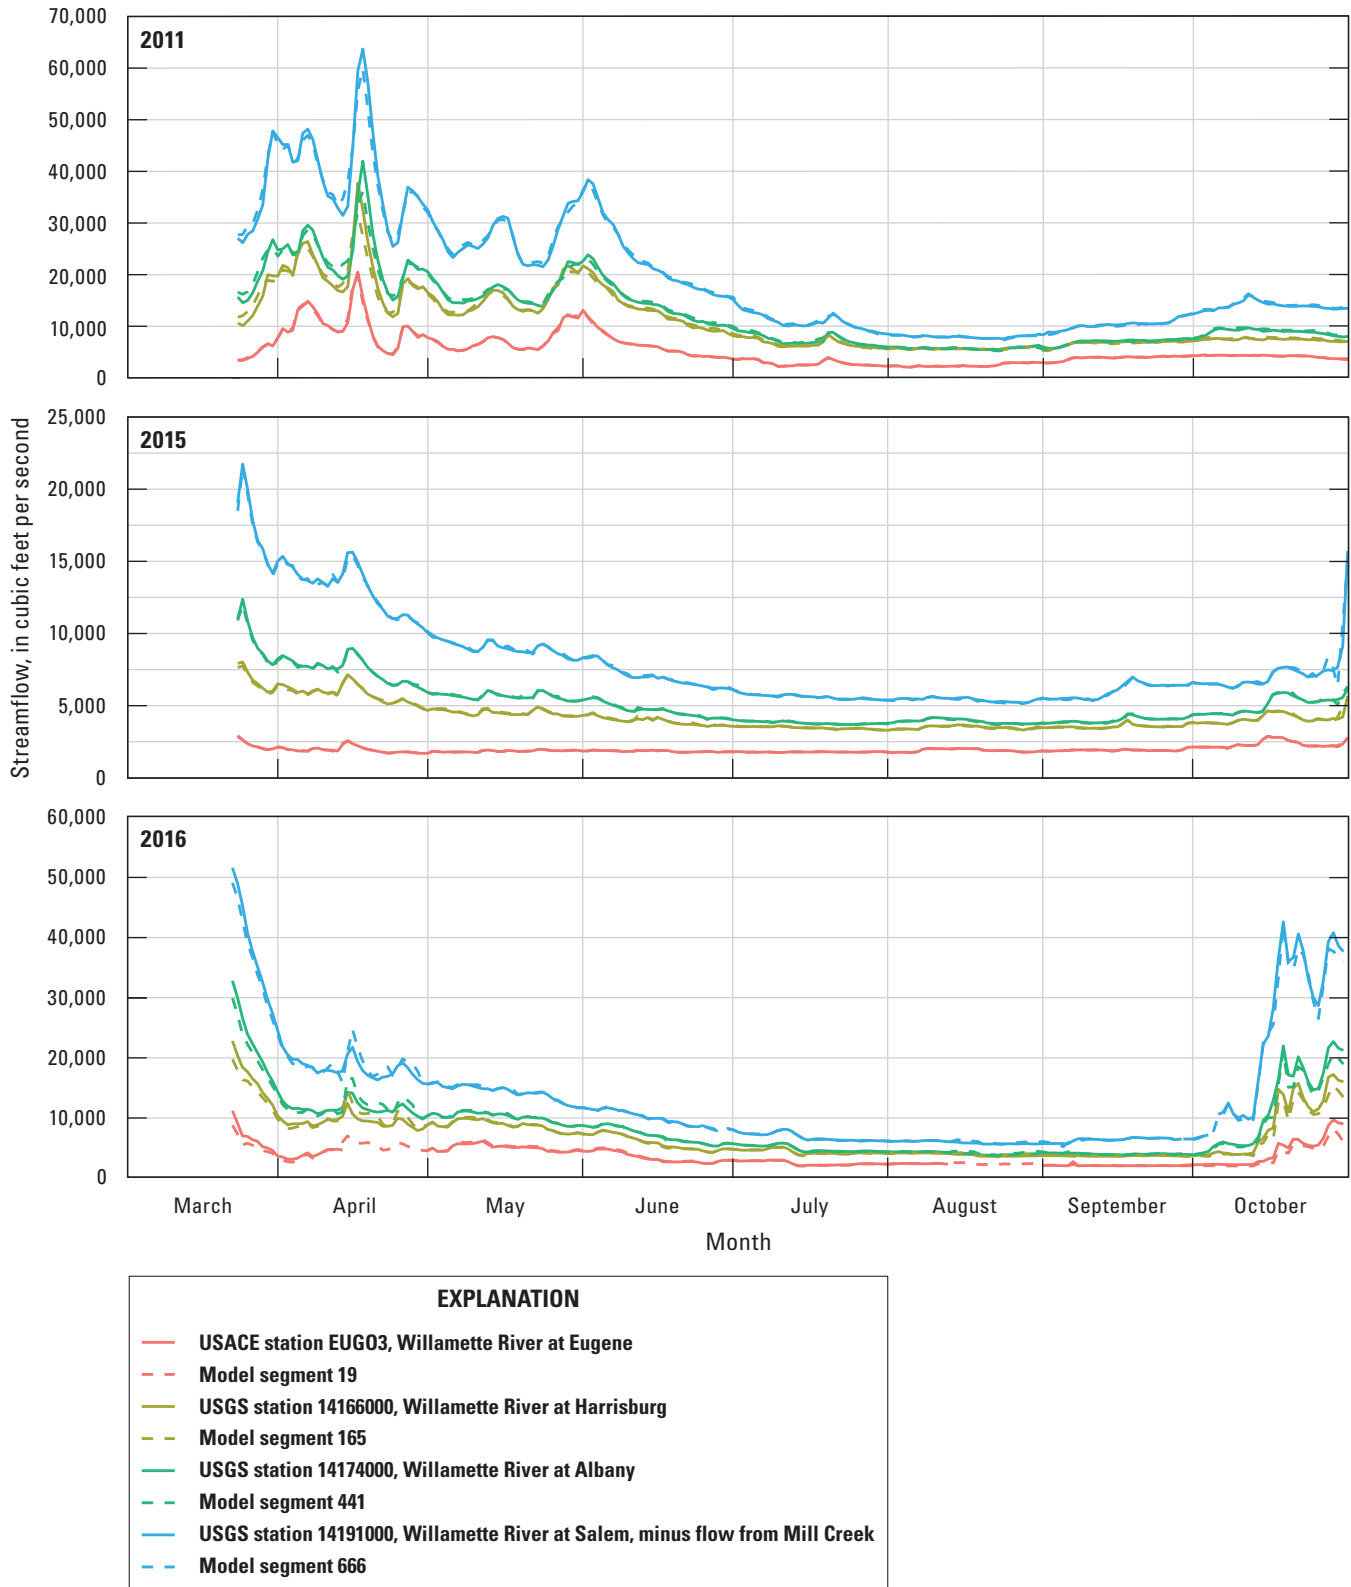 70,000
2011
60,000
50,000
40,000
30,000
20,000
10,000
0
Streamflow, in cubic feet per second
25,000
2015
20,000
15,000
10,000
5,000
0
60,000
2016
50,000
40,000
30,000
20,000
10,000
0
March April May June July August September October
Month
EXPLANATION
USACE station EUGO3, Willamette River at Eugene
Model segment 19
USGS station 14166000, Willamette River at Harrisburg
Model segment 165
USGS station 14174000, Willamette River at Albany
Model segment 441
USGS station 14191000, Willamette River at Salem, minus flow from Mill Creek
Model segment 666